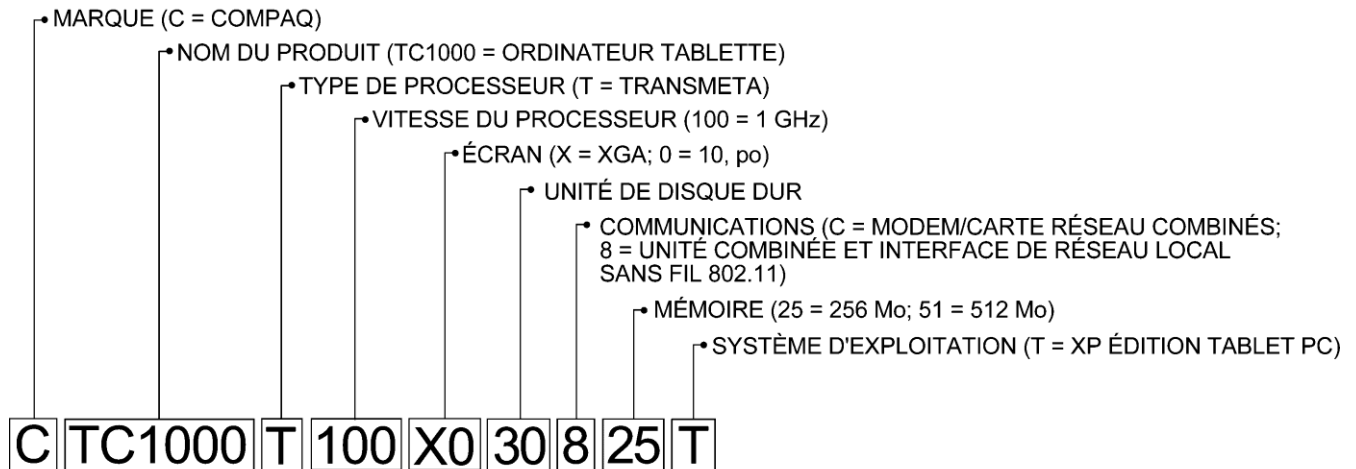 MARQUE (C = COMPAQ)
NOM DU PRODUIT (TC1000 = ORDINATEUR TABLETTE)
TYPE DE PROCESSEUR (T = TRANSMETA)
VITESSE DU PROCESSEUR (100 = 1 GHz)
ÉCRAN (X = XGA; 0 = 10, po)
UNITÉ DE DISQUE DUR
COMMUNICATIONS (C = MODEM/CARTE RÉSEAU COMBINÉS;
8 = UNITÉ COMBINÉE ET INTERFACE DE RÉSEAU LOCAL
SANS FIL 802.11)
MÉMOIRE (25 = 256 Mo; 51 = 512 Mo)
SYSTÈME D'EXPLOITATION (T = XP ÉDITION TABLET PC)
C TC1000 T 100 X0 30 8 25 T